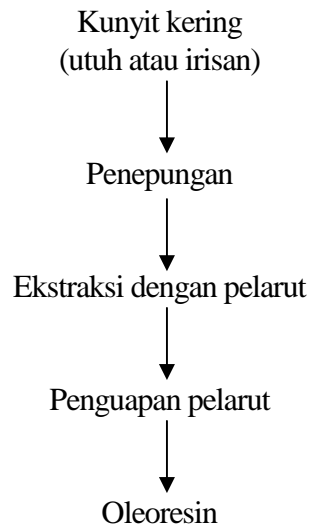 Kunyit kering
(utuh atau irisan)
Penepungan
Ekstraksi dengan pelarut
Penguapan pelarut
Oleoresin